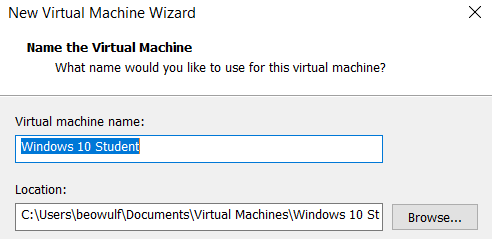 New Virtual Machine Wizard
Name the Virtual Machine
What name would you like to use for this virtual machine?
Virtual machine name:
Windows 10 Student
Location:
C:\Users\beowulf\Documents\Virtual Machines\Windows 10 St
Browse...